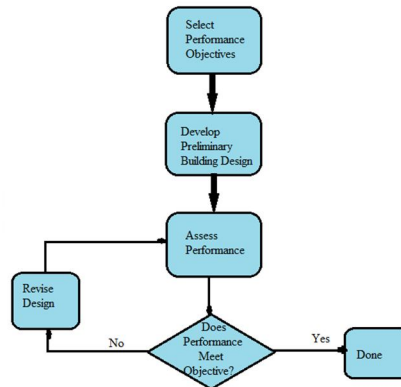 Select
Performance
Objectives
Develop
Preliminary
Building Design
Assess
Performance
Revise
Design
No
Does
Performance
Meet
Objective?
Yes
Done